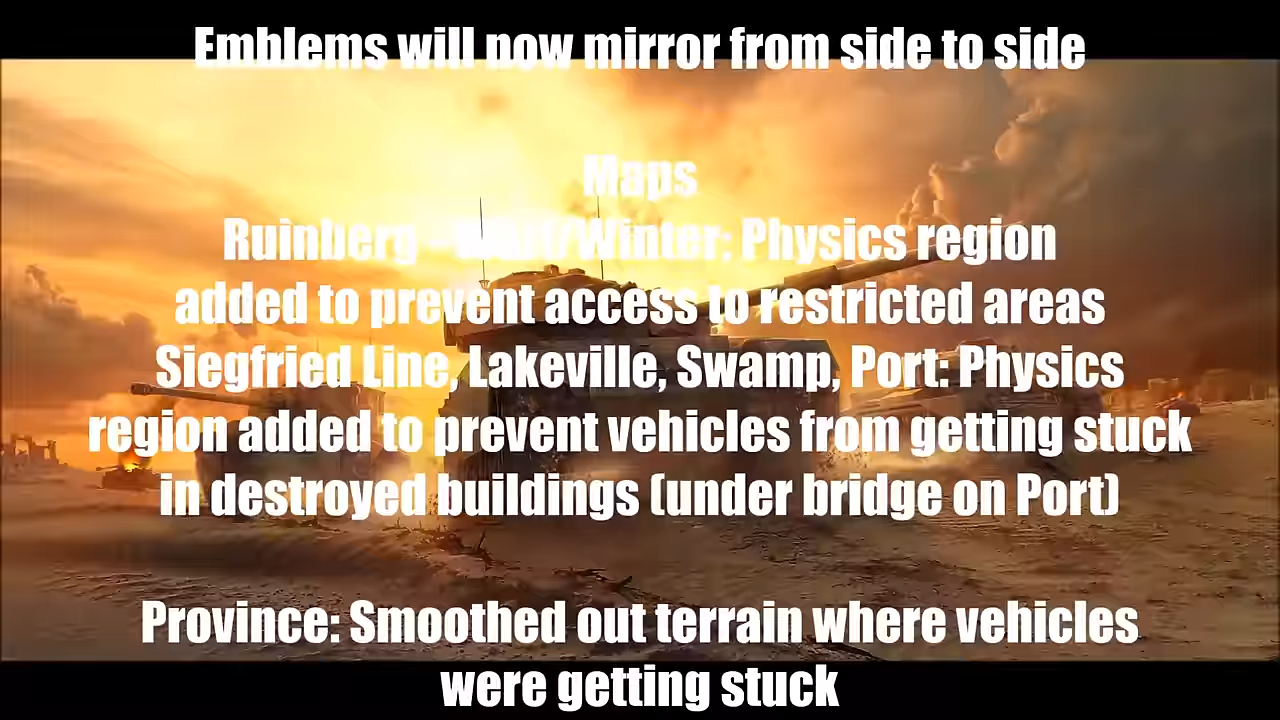 Emblems will now mirror from side to side
Maps
Ruinberg - WAR!/Winter: Physics region
added to prevent access to restricted areas
Siegfried Line, Lakeville, Swamp, Port: Physics
region added to prevent vehicles from getting stuck
in destroyed buildings (under bridge on Port)
Province: Smoothed out terrain where vehicles
were getting stuck